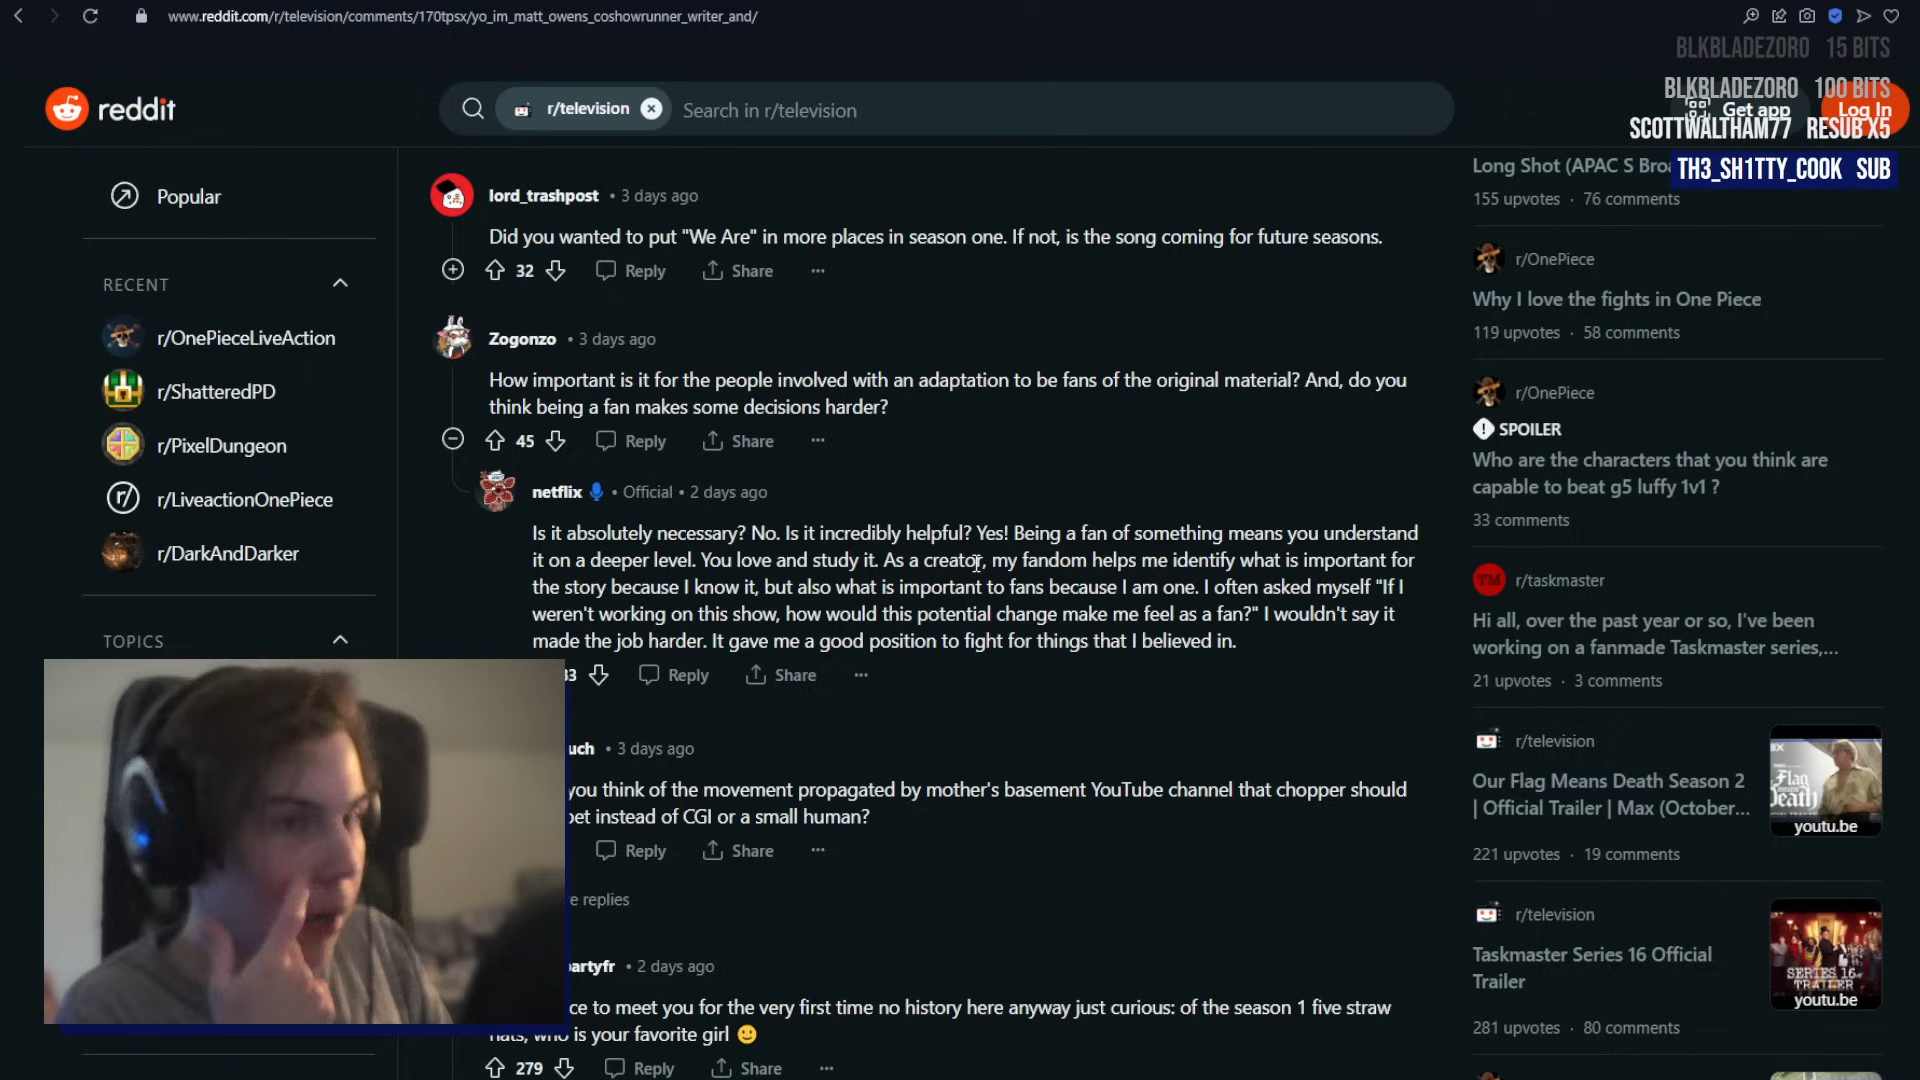 www.reddit.com/r/television/comments/170tpsx/yo_im_matt_owens_coshowrunner_writer_and/
BLKBLADEZORO 15 BITS
BLKBLADEZORO 100 BITS
SCOTTWALTHAM77 RESUB X5
TH3_SH1TTY_COOK SUB
reddit
r/television
Search in r/television
Get app
Log In
Popular
RECENT
r/OnePieceLiveAction
r/ShatteredPD
r/PixelDungeon
r/LiveactionOnePiece
r/DarkAndDarker
TOPICS
lord_trashpost • 3 days ago
Did you wanted to put "We Are" in more places in season one. If not, is the song coming for future seasons.
32 Reply Share
Zogonzo • 3 days ago
How important is it for the people involved with an adaptation to be fans of the original material? And, do you
think being a fan makes some decisions harder?
45 Reply Share
netflix • Official • 2 days ago
Is it absolutely necessary? No. Is it incredibly helpful? Yes! Being a fan of something means you understand
it on a deeper level. You love and study it. As a creator, my fandom helps me identify what is important for
the story because I know it, but also what is important to fans because I am one. I often asked myself "If I
weren't working on this show, how would this potential change make me feel as a fan?" I wouldn't say it
made the job harder. It gave me a good position to fight for things that I believed in.
Reply Share
uch • 3 days ago
you think of the movement propagated by mother's basement YouTube channel that chopper should
pet instead of CGI or a small human?
Reply Share
e replies
partyfr • 2 days ago
ce to meet you for the very first time no history here anyway just curious: of the season 1 five straw
hats, who is your favorite girl
279 Reply Share
Long Shot (APAC S Bro
155 upvotes · 76 comments
r/OnePiece
Why I love the fights in One Piece
119 upvotes · 58 comments
r/OnePiece
SPOILER
Who are the characters that you think are
capable to beat g5 luffy 1v1 ?
33 comments
TM r/taskmaster
Hi all, over the past year or so, I've been
working on a fanmade Taskmaster series,...
21 upvotes · 3 comments
r/television
Our Flag Means Death Season 2
| Official Trailer | Max (October...
221 upvotes · 19 comments
Flag
Death
youtu.be
r/television
Taskmaster Series 16 Official
Trailer
281 upvotes · 80 comments
SERIES 16
TRAILER
youtu.be